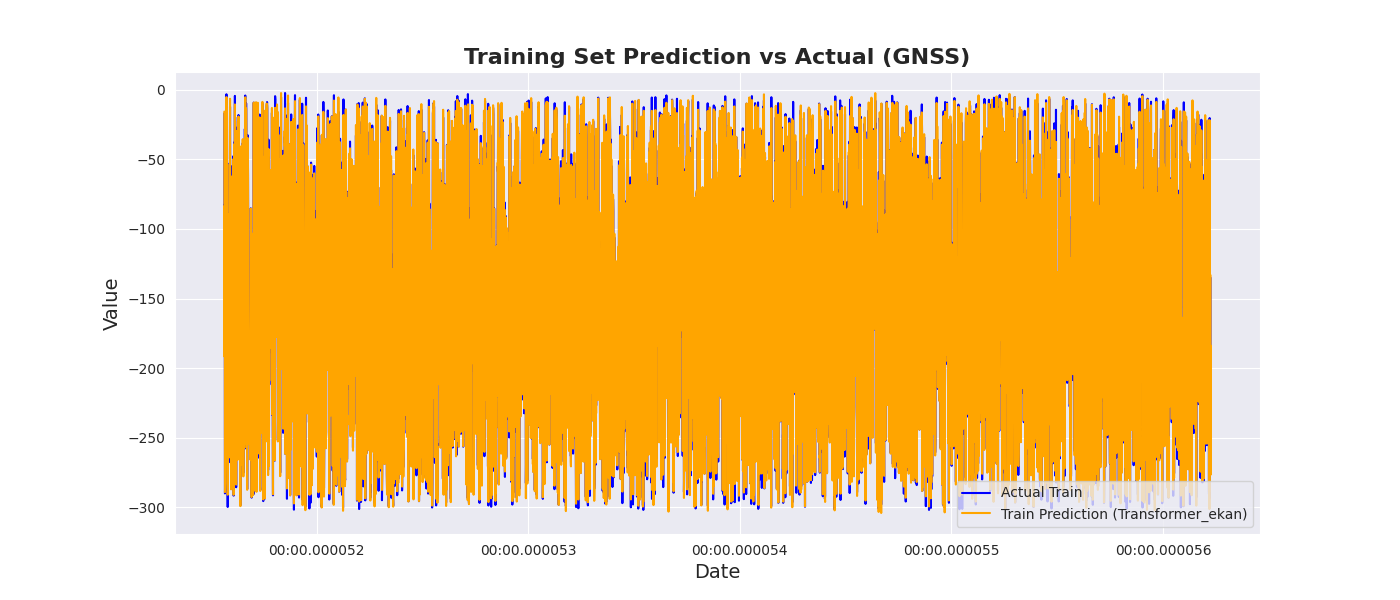 Training Set Prediction vs Actual (GNSS)
Value
0
−50
−100
−150
−200
−250
−300
Actual Train
Train Prediction (Transformer_ekan)
00:00.000052
00:00.000053
00:00.000054
00:00.000055
00:00.000056
Date